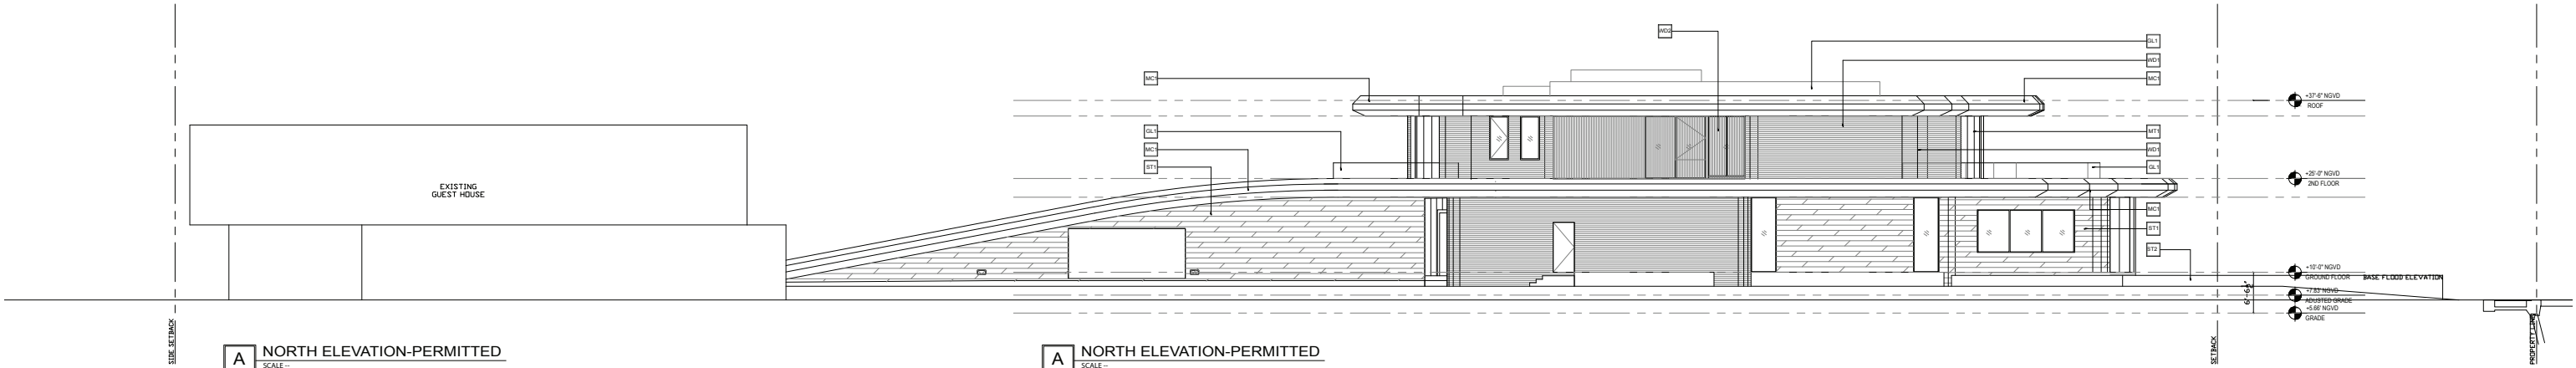 WD2
GL1
WD1
MC1
MC1
+37'-6" NGVD
ROOF
GL1
MC1
ST1
MT1
WD1
GL1
EXISTING
GUEST HOUSE
+25'-0" NGVD
2ND FLOOR
MC1
ST1
ST2
+10'-0" NGVD
GROUND FLOOR
BASE FLOOD ELEVATION
+7.83' NGVD
ADUSTED GRADE
+5.66' NGVD
GRADE
SIDE SETBACK
SETBACK
PROPERTY LINE
A NORTH ELEVATION-PERMITTED
SCALE --
A NORTH ELEVATION-PERMITTED
SCALE --